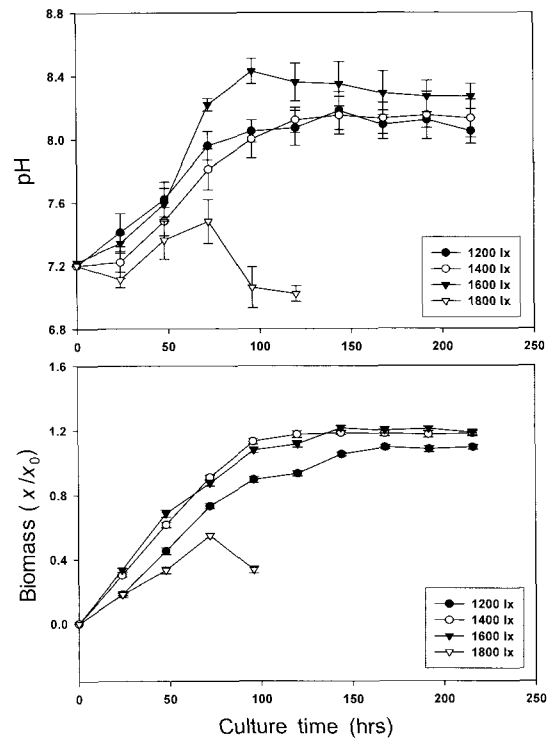 8.8
8.4
8.0
7.6
7.2
6.8
pH
1200 lx
1400 lx
1600 lx
1800 lx
0
50
100
150
200
250
1.6
1.2
0.8
0.4
0.0
Biomass ( x/x0 )
1200 lx
1400 lx
1600 lx
1800 lx
0
50
100
150
200
250
Culture time (hrs)